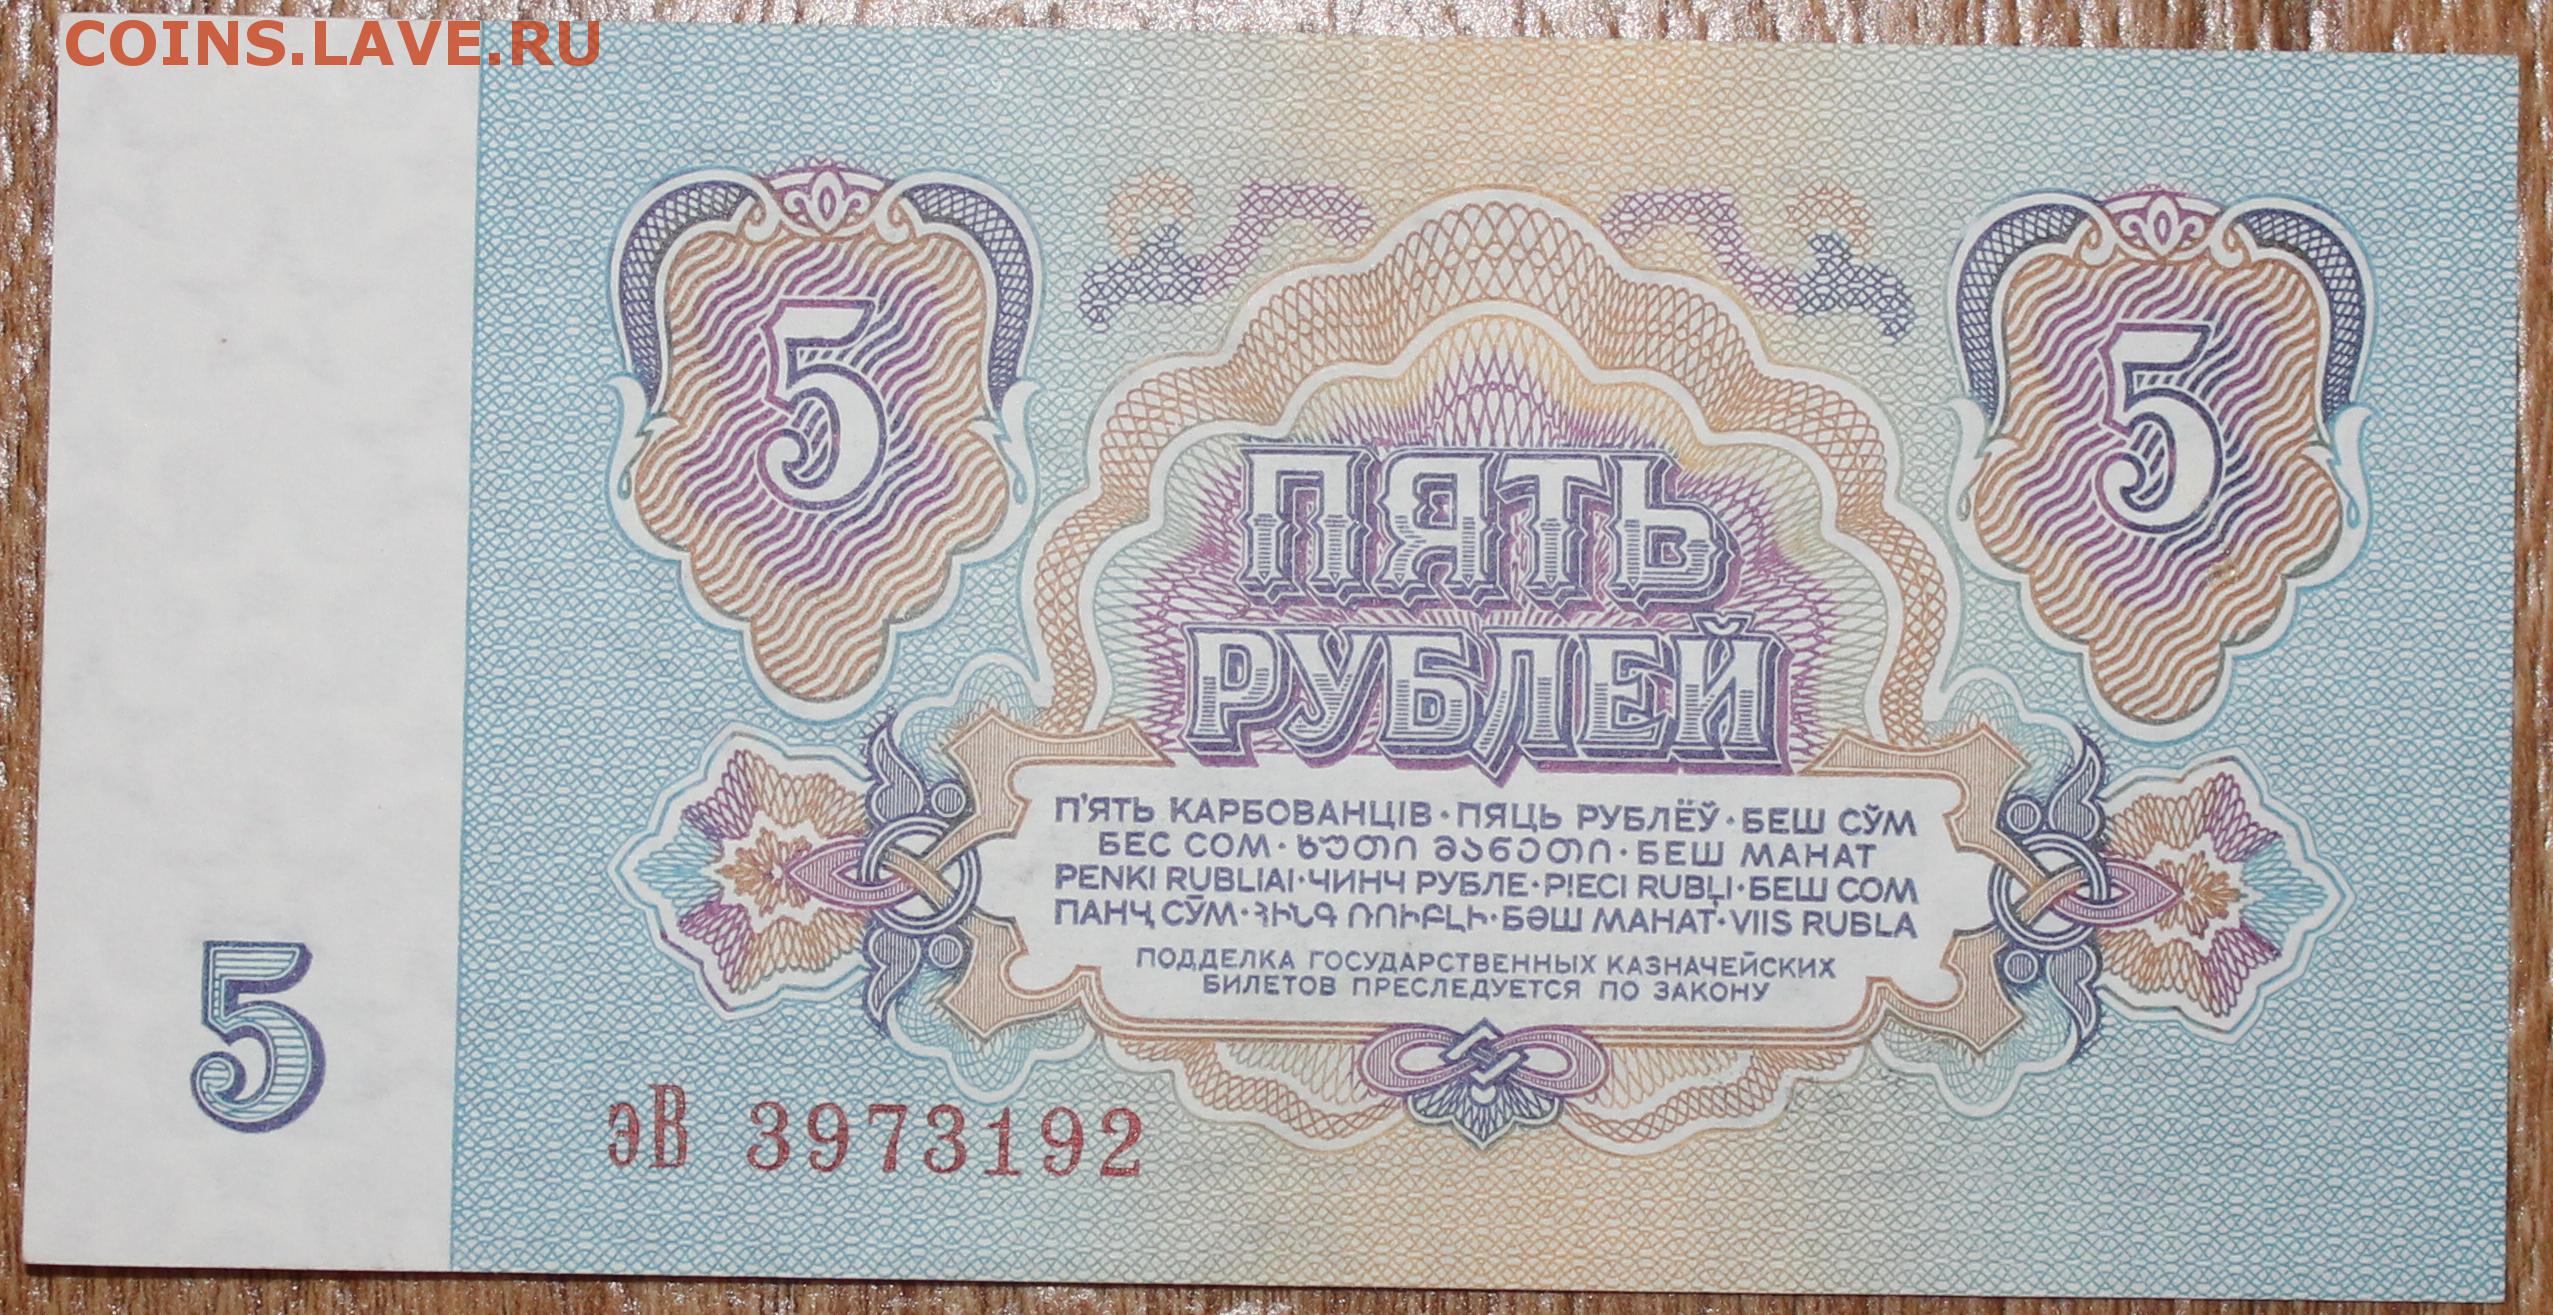 COINS.LAVE.RU
5
5
ПЯТЬ
РУБЛЕЙ
П'ЯТЬ КАРБОВАНЦІВ·ПЯЦЬ РУБЛЁЎ·БЕШ СЎМ
БЕС СОМ·ᲮᲣᲗᲘ ᲛᲐᲜᲔᲗᲘ·БЕШ МАНАТ
PENKI RUBLIAI·ЧИНЧ РУБЛЕ·PIECI RUBĻI·БЕШ СОМ
ПАНҶ СӮМ·ՀԻՆԳ ՌՈՒԲԼԻ·БӘШ МАНАТ·VIIS RUBLA
ПОДДЕЛКА ГОСУДАРСТВЕННЫХ КАЗНАЧЕЙСКИХ
БИЛЕТОВ ПРЕСЛЕДУЕТСЯ ПО ЗАКОНУ
5
эВ 3973192